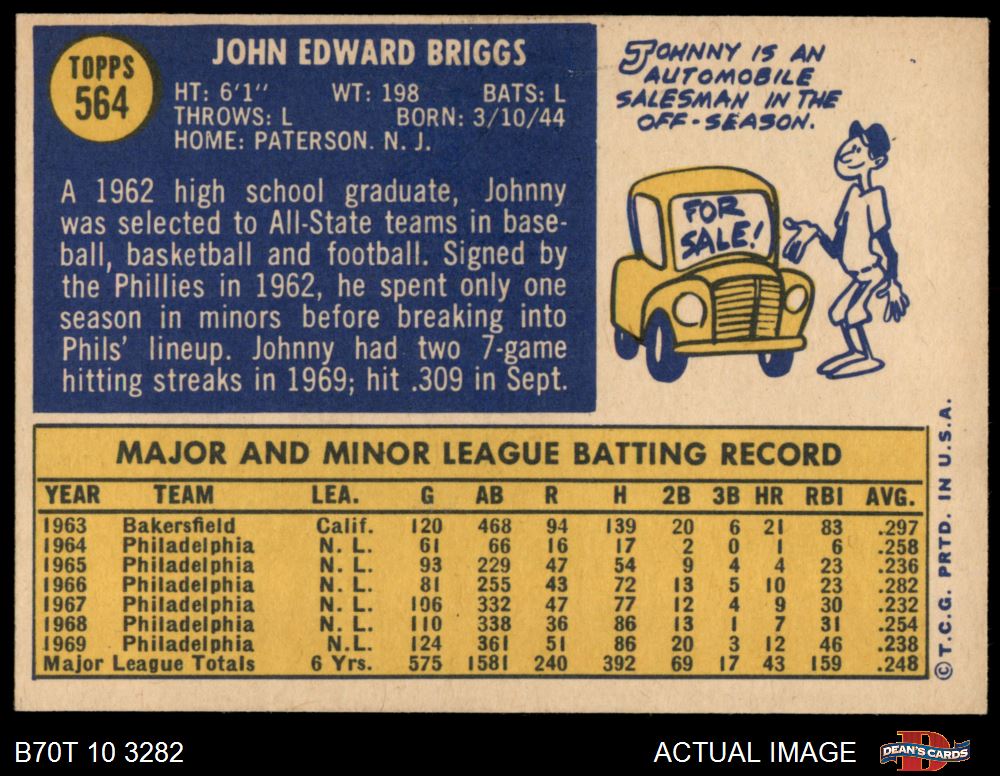 TOPPS
564
JOHN EDWARD BRIGGS
HT: 6'1" WT: 198 BATS: L
THROWS: L BORN: 3/10/44
HOME: PATERSON. N. J.
A 1962 high school graduate, Johnny
was selected to All-State teams in base-
ball, basketball and football. Signed by
the Phillies in 1962, he spent only one
season in minors before breaking into
Phils' lineup. Johnny had two 7-game
hitting streaks in 1969; hit .309 in Sept.
JOHNNY IS AN
AUTOMOBILE
SALESMAN IN THE
OFF-SEASON.
FOR
SALE!
MAJOR AND MINOR LEAGUE BATTING RECORD
YEAR TEAM LEA. G AB R H 2B 3B HR RBI AVG.
1963 Bakersfield Calif. 120 468 94 139 20 6 21 83 .297
1964 Philadelphia N. L. 61 66 16 17 2 0 1 6 .258
1965 Philadelphia N. L. 93 229 47 54 9 4 4 23 .236
1966 Philadelphia N. L. 81 255 43 72 13 5 10 23 .282
1967 Philadelphia N. L. 106 332 47 77 12 4 9 30 .232
1968 Philadelphia N. L. 110 338 36 86 13 1 7 31 .254
1969 Philadelphia N.L. 124 361 51 86 20 3 12 46 .238
Major League Totals 6 Yrs. 575 1581 240 392 69 17 43 159 .248
© T.C.G. PRTD. IN U.S.A.
B70T 10 3282
ACTUAL IMAGE
D
DEAN'S CARDS